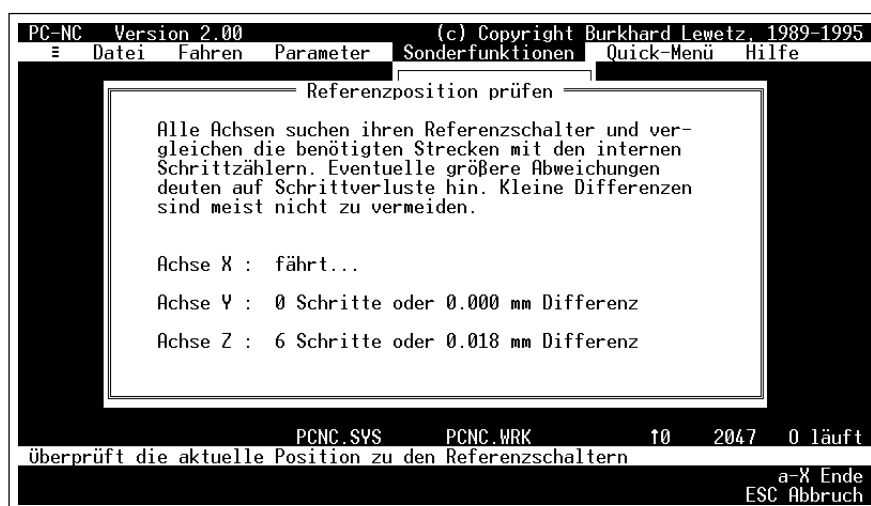 PC-NC Version 2.00 (c) Copyright Burkhard Lewetz, 1989-1995
≡ Datei Fahren Parameter Sonderfunktionen Quick-Menü Hilfe
Referenzposition prüfen
Alle Achsen suchen ihren Referenzschalter und ver-
gleichen die benötigten Strecken mit den internen
Schrittzählern. Eventuelle größere Abweichungen
deuten auf Schrittverluste hin. Kleine Differenzen
sind meist nicht zu vermeiden.
Achse X : fährt...
Achse Y : 0 Schritte oder 0.000 mm Differenz
Achse Z : 6 Schritte oder 0.018 mm Differenz
PCNC.SYS PCNC.WRK ↑0 2047 O läuft
überprüft die aktuelle Position zu den Referenzschaltern
a-X Ende
ESC Abbruch